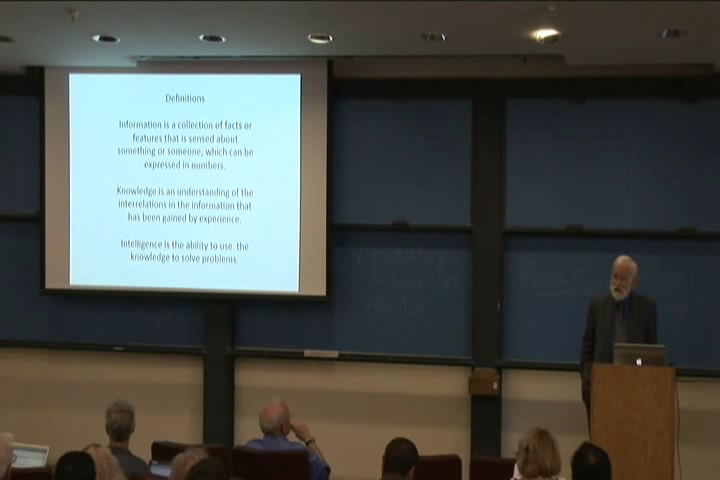 Definitions
Information is a collection of facts or
features that is sensed about
something or someone, which can be
expressed in numbers.
Knowledge is an understanding of the
interrelations in the information that
has been gained by experience.
Intelligence is the ability to use the
knowledge to solve problems.